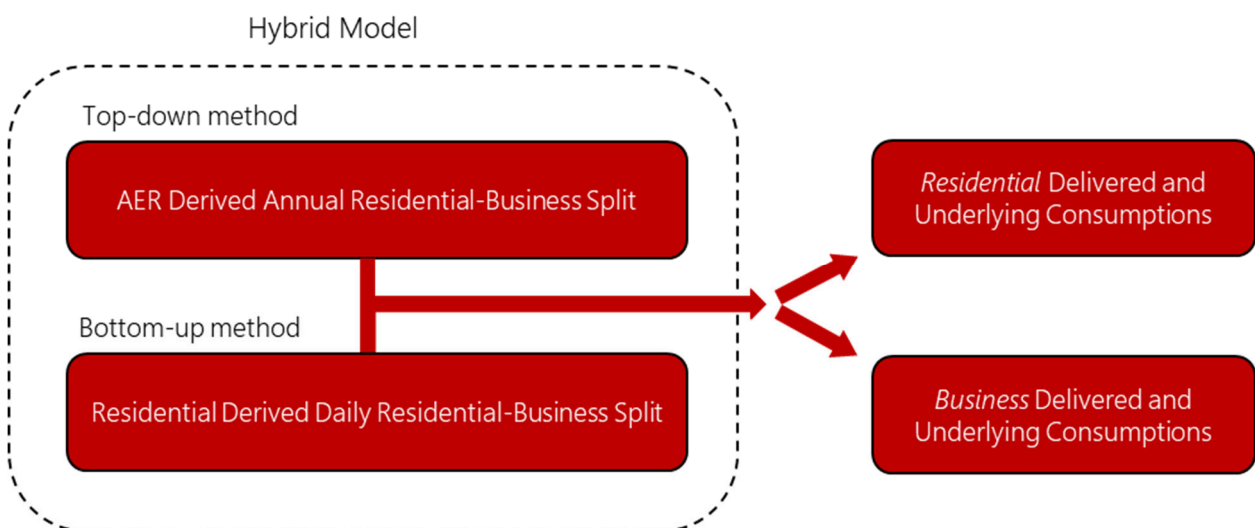 Hybrid Model
Top-down method
AER Derived Annual Residential-Business Split
Bottom-up method
Residential Derived Daily Residential-Business Split
Residential Delivered and
Underlying Consumptions
Business Delivered and
Underlying Consumptions